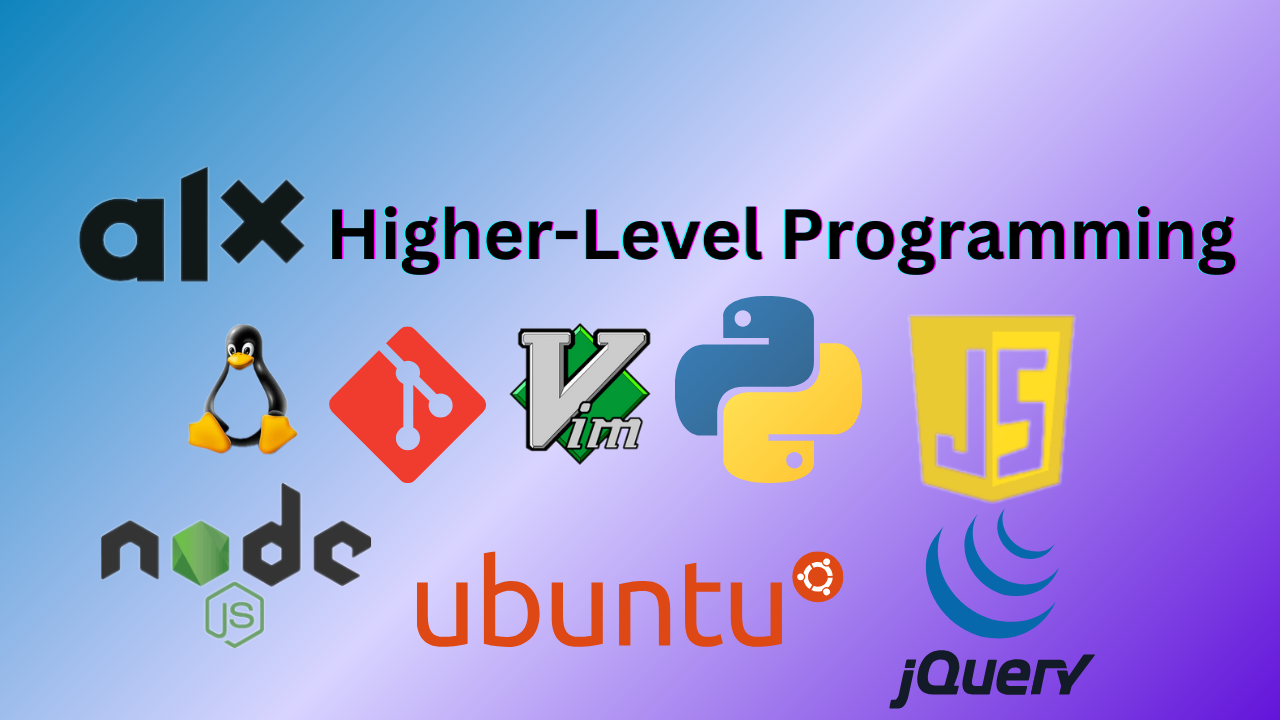 alx Higher-Level Programming
Vim
JS
node
JS
ubuntu
jQuery